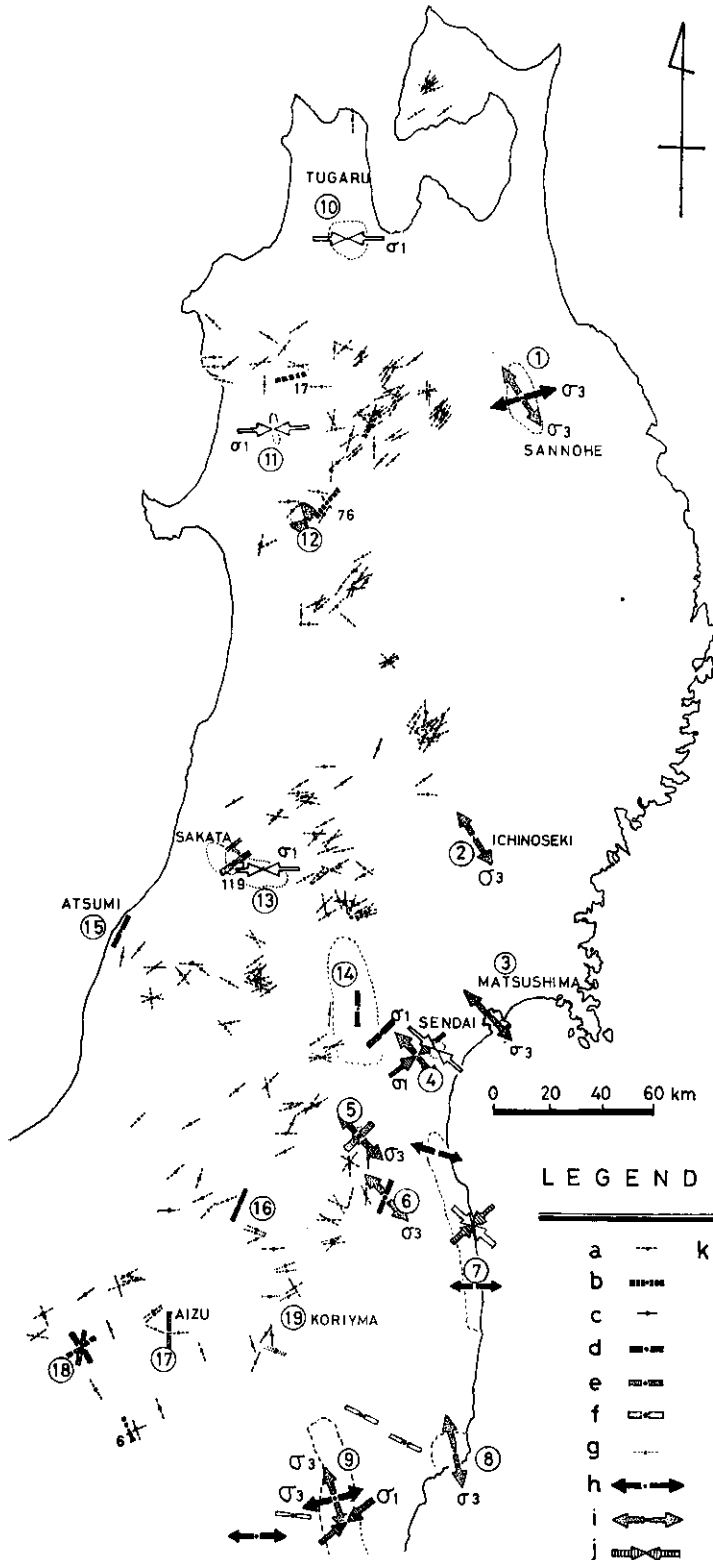 TUGARU
10
σ1
1
17
σ3
σ3
SANNOHE
σ1
11
76
12
SAKATA
σ1
119
13
2
ICHINOSEKI
σ3
ATSUMI
15
3
MATSUSHIMA
14
σ1
SENDAI
σ3
σ1
4
0 20 40 60 km
5
σ3
6
σ3
LEGEND
16
7
a k
b
AIZU
19 KORIYMA
c
18
17
d
e
6
f
g
σ3
9
8
h
σ3
σ1
σ3
i
j